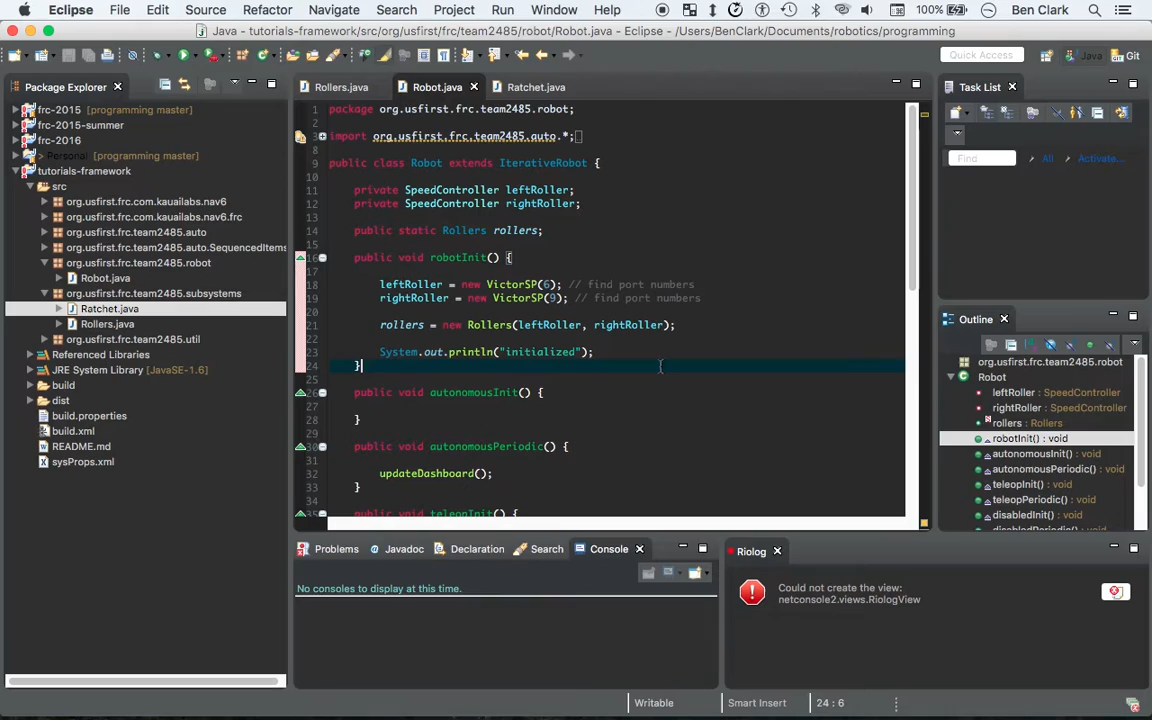 Eclipse File Edit Source Refactor Navigate Search Project Run Window Help 100% Ben Clark
Java - tutorials-framework/src/org/usfirst/frc/team2485/robot/Robot.java - Eclipse - /Users/BenClark/Documents/robotics/programming
Quick Access Java Git
Package Explorer
frc-2015 [programming master]
frc-2015-summer
frc-2016
> Personal [programming master]
tutorials-framework
src
org.usfirst.frc.com.kauailabs.nav6
org.usfirst.frc.com.kauailabs.nav6.frc
org.usfirst.frc.team2485.auto
org.usfirst.frc.team2485.auto.SequencedItems
org.usfirst.frc.team2485.robot
Robot.java
org.usfirst.frc.team2485.subsystems
Ratchet.java
Rollers.java
org.usfirst.frc.team2485.util
Referenced Libraries
JRE System Library [JavaSE-1.6]
build
dist
build.properties
build.xml
README.md
sysProps.xml
Rollers.java Robot.java Ratchet.java
1 package org.usfirst.frc.team2485.robot;
2
3 import org.usfirst.frc.team2485.auto.*;
8
9 public class Robot extends IterativeRobot {
10
11 private SpeedController leftRoller;
12 private SpeedController rightRoller;
13
14 public static Rollers rollers;
15
16 public void robotInit() {
17
18 leftRoller = new VictorSP(6); // find port numbers
19 rightRoller = new VictorSP(9); // find port numbers
20
21 rollers = new Rollers(leftRoller, rightRoller);
22
23 System.out.println("initialized");
24 }
25
26 public void autonomousInit() {
27
28 }
29
30 public void autonomousPeriodic() {
31
32 updateDashboard();
33 }
34
35 public void teleopInit() {
Task List
Find All Activate...
Outline
org.usfirst.frc.team2485.robot
Robot
leftRoller : SpeedController
rightRoller : SpeedController
rollers : Rollers
robotInit() : void
autonomousInit() : void
autonomousPeriodic() : void
teleopInit() : void
teleopPeriodic() : void
disabledInit() : void
disabledPeriodic() : void
Problems Javadoc Declaration Search Console
No consoles to display at this time.
Riolog
Could not create the view:
netconsole2.views.RiologView
Writable Smart Insert 24 : 6